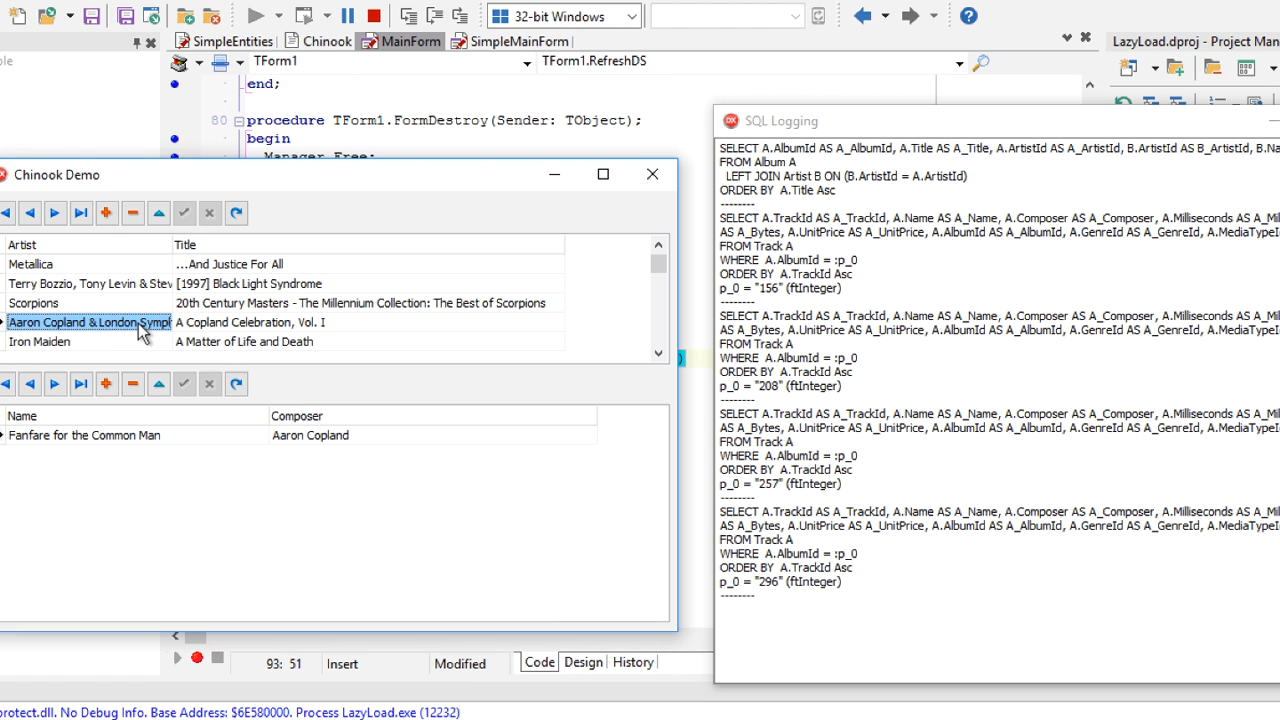 32-bit Windows
ple
SimpleEntities
Chinook
MainForm
SimpleMainForm
LazyLoad.dproj - Project Man
TForm1
TForm1.RefreshDS
end;
80 procedure TForm1.FormDestroy(Sender: TObject);
begin
Manager.Free;
Chinook Demo
Artist Title
Metallica ...And Justice For All
Terry Bozzio, Tony Levin & Stev [1997] Black Light Syndrome
Scorpions 20th Century Masters - The Millennium Collection: The Best of Scorpions
Aaron Copland & London Symph A Copland Celebration, Vol. I
Iron Maiden A Matter of Life and Death
Name Composer
Fanfare for the Common Man Aaron Copland
)
SQL Logging
SELECT A.AlbumId AS A_AlbumId, A.Title AS A_Title, A.ArtistId AS A_ArtistId, B.ArtistId AS B_ArtistId, B.Na
FROM Album A
LEFT JOIN Artist B ON (B.ArtistId = A.ArtistId)
ORDER BY A.Title Asc
--------
SELECT A.TrackId AS A_TrackId, A.Name AS A_Name, A.Composer AS A_Composer, A.Milliseconds AS A_Mil
AS A_Bytes, A.UnitPrice AS A_UnitPrice, A.AlbumId AS A_AlbumId, A.GenreId AS A_GenreId, A.MediaTypeI
FROM Track A
WHERE A.AlbumId = :p_0
ORDER BY A.TrackId Asc
p_0 = "156" (ftInteger)
--------
SELECT A.TrackId AS A_TrackId, A.Name AS A_Name, A.Composer AS A_Composer, A.Milliseconds AS A_Mil
AS A_Bytes, A.UnitPrice AS A_UnitPrice, A.AlbumId AS A_AlbumId, A.GenreId AS A_GenreId, A.MediaTypeI
FROM Track A
WHERE A.AlbumId = :p_0
ORDER BY A.TrackId Asc
p_0 = "208" (ftInteger)
--------
SELECT A.TrackId AS A_TrackId, A.Name AS A_Name, A.Composer AS A_Composer, A.Milliseconds AS A_Mil
AS A_Bytes, A.UnitPrice AS A_UnitPrice, A.AlbumId AS A_AlbumId, A.GenreId AS A_GenreId, A.MediaTypeI
FROM Track A
WHERE A.AlbumId = :p_0
ORDER BY A.TrackId Asc
p_0 = "257" (ftInteger)
--------
SELECT A.TrackId AS A_TrackId, A.Name AS A_Name, A.Composer AS A_Composer, A.Milliseconds AS A_Mil
AS A_Bytes, A.UnitPrice AS A_UnitPrice, A.AlbumId AS A_AlbumId, A.GenreId AS A_GenreId, A.MediaTypeI
FROM Track A
WHERE A.AlbumId = :p_0
ORDER BY A.TrackId Asc
p_0 = "296" (ftInteger)
--------
93: 51 Insert Modified Code Design History
protect.dll. No Debug Info. Base Address: $6E580000. Process LazyLoad.exe (12232)